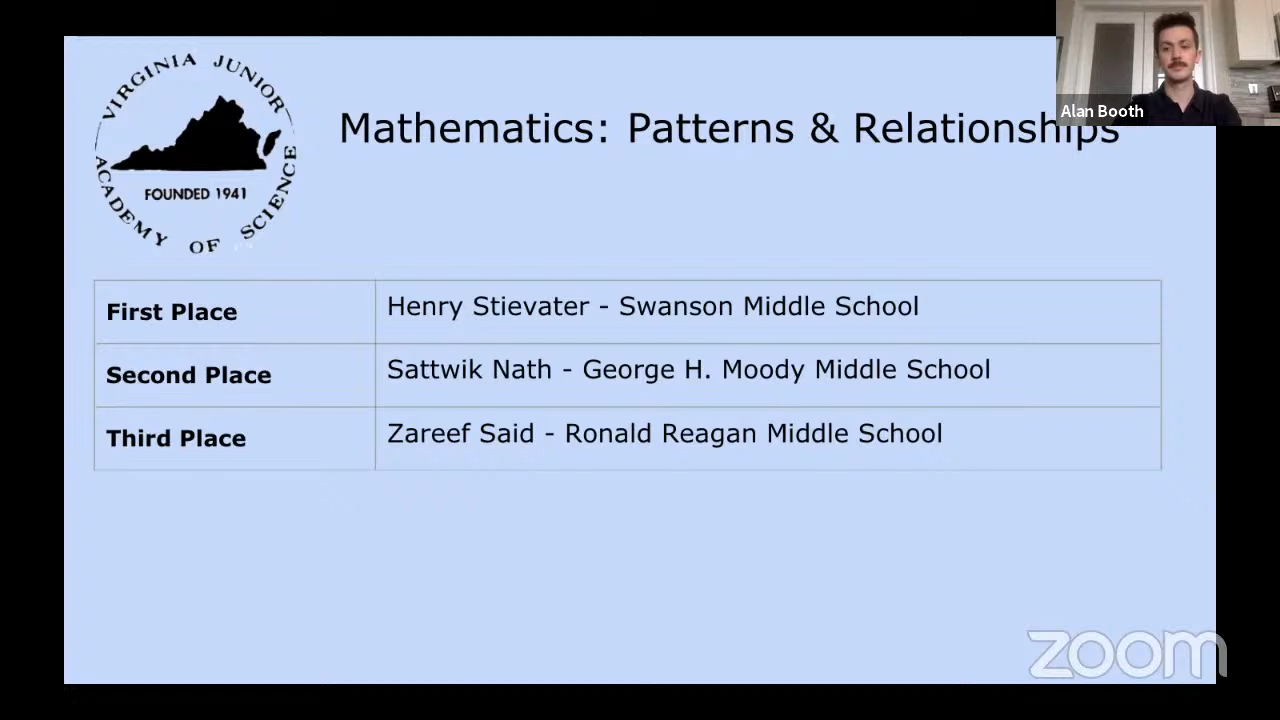 VIRGINIA JUNIOR
ACADEMY OF SCIENCE
FOUNDED 1941
Mathematics: Patterns & Relationships
Alan Booth
First Place
Henry Stievater - Swanson Middle School
Second Place
Sattwik Nath - George H. Moody Middle School
Third Place
Zareef Said - Ronald Reagan Middle School
zoom